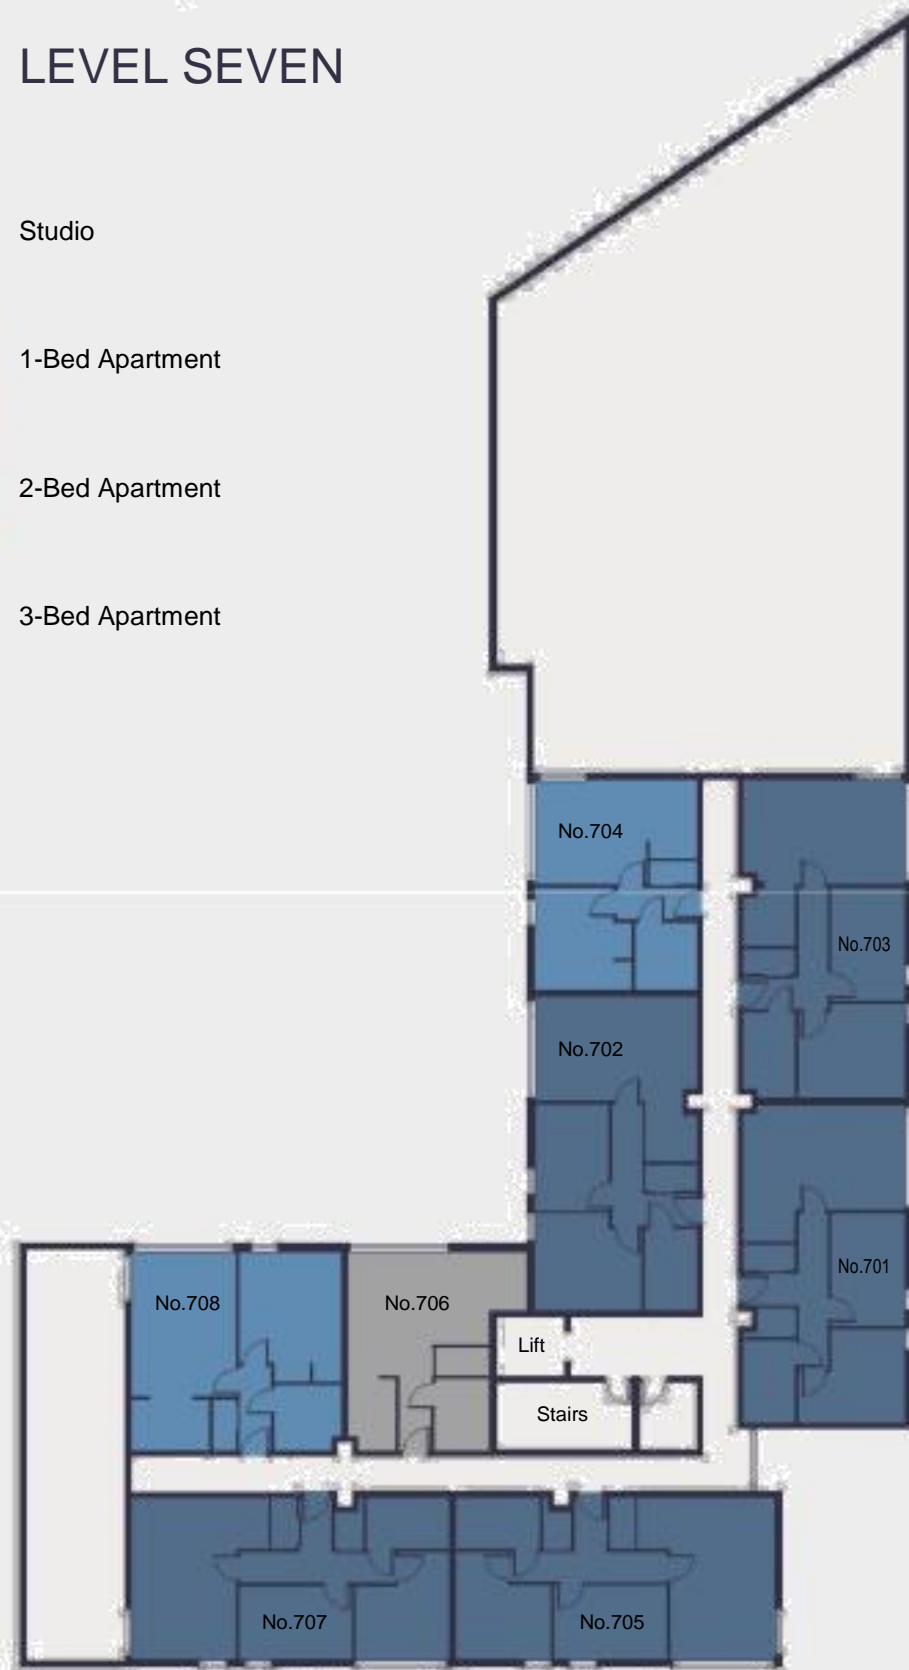 LEVEL SEVEN
Studio
1-Bed Apartment
2-Bed Apartment
3-Bed Apartment
No.704
No.703
No.702
No.701
No.708
No.706
Lift
Stairs
No.707
No.705